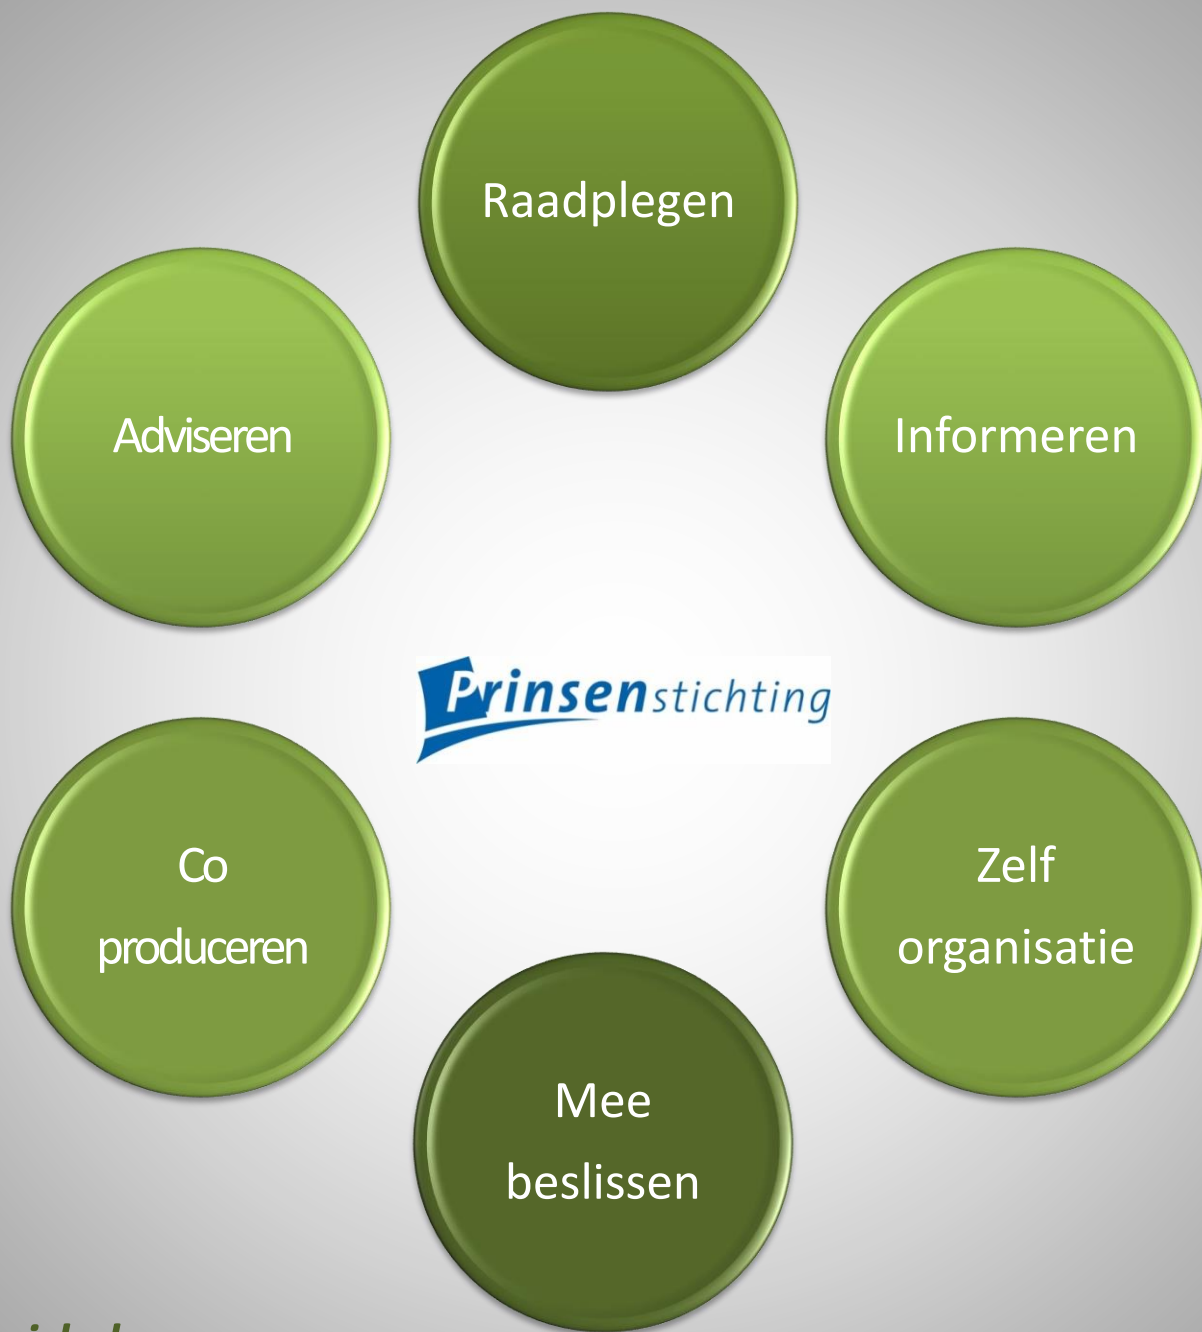 Raadplegen
Adviseren
Informeren
Prinsenstichting
Co
produceren
Zelf
organisatie
Mee
beslissen